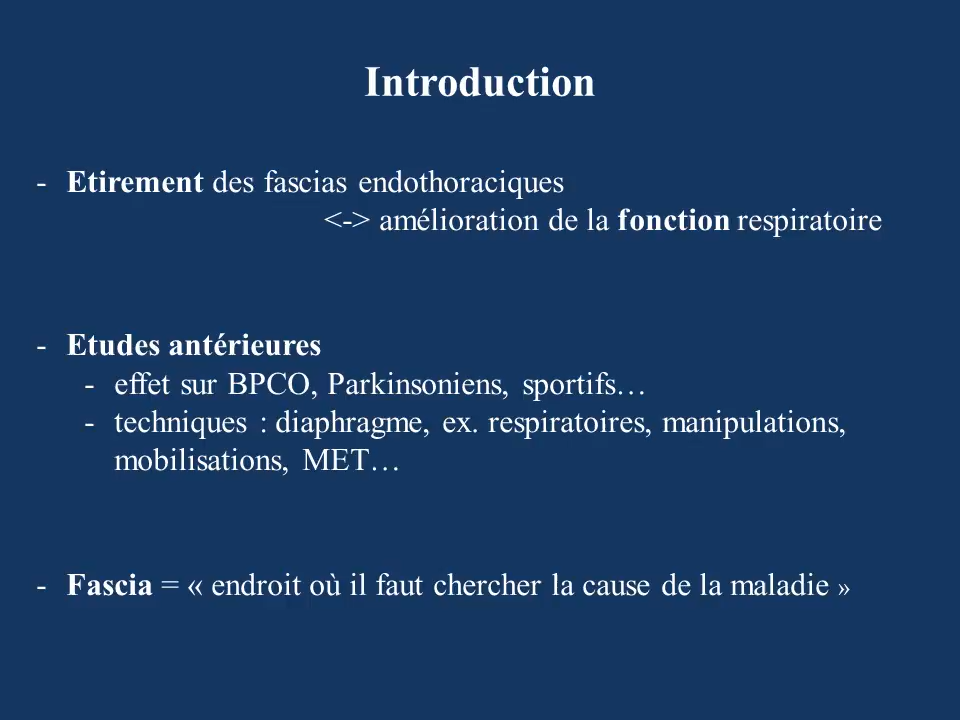 Introduction
- Etirement des fascias endothoraciques
<-> amélioration de la fonction respiratoire
- Etudes antérieures
- effet sur BPCO, Parkinsoniens, sportifs…
- techniques : diaphragme, ex. respiratoires, manipulations,
mobilisations, MET…
- Fascia = « endroit où il faut chercher la cause de la maladie »